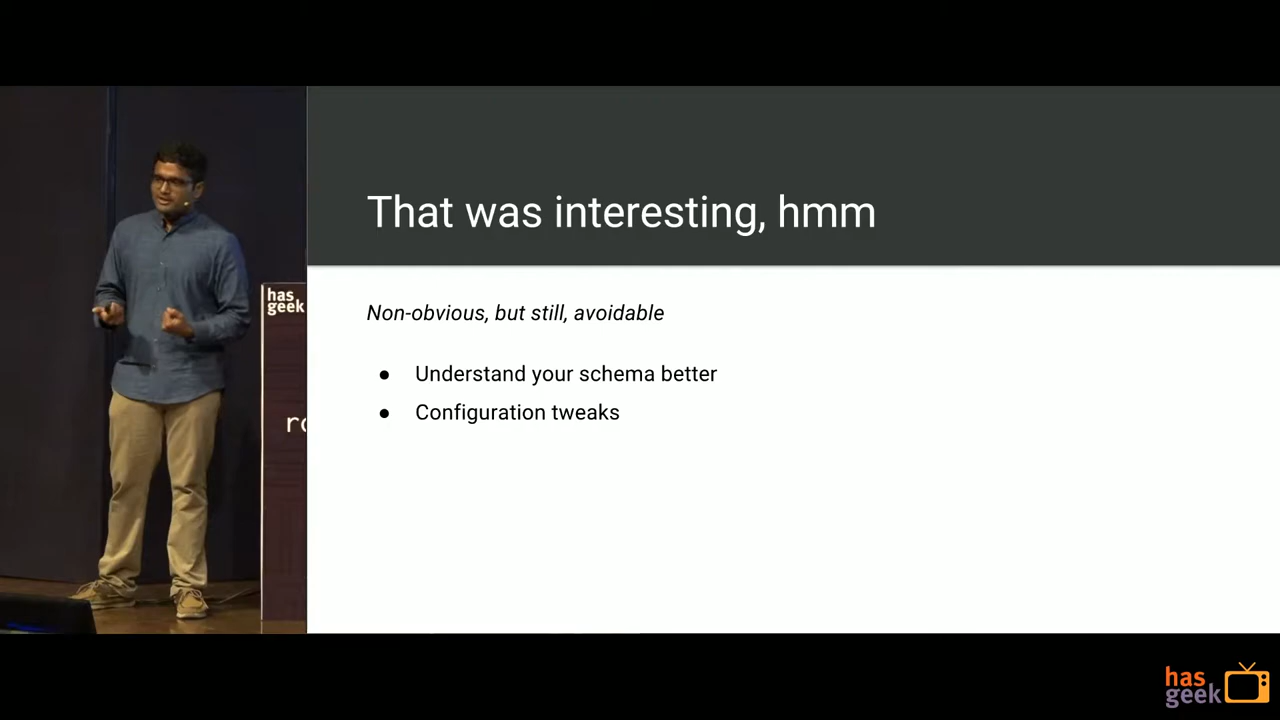 That was interesting, hmm
Non-obvious, but still, avoidable
● Understand your schema better
● Configuration tweaks
has
geek
has
geek